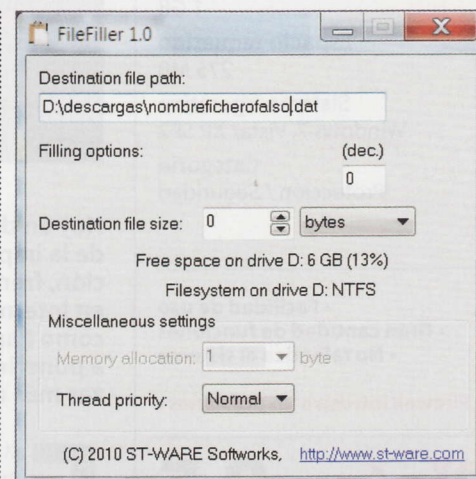 FileFiller 1.0
Destination file path:
D:\descargas\nombreficherofalso.dat
Filling options:
(dec.)
0
Destination file size: 0 bytes
Free space on drive D: 6 GB (13%)
Filesystem on drive D: NTFS
Miscellaneous settings
Memory allocation: 1 byte
Thread priority: Normal
(C) 2010 ST-WARE Softworks, http://www.st-ware.com